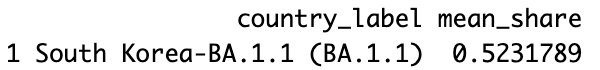 country_label mean_share
1 South Korea-BA.1.1 (BA.1.1) 0.5231789